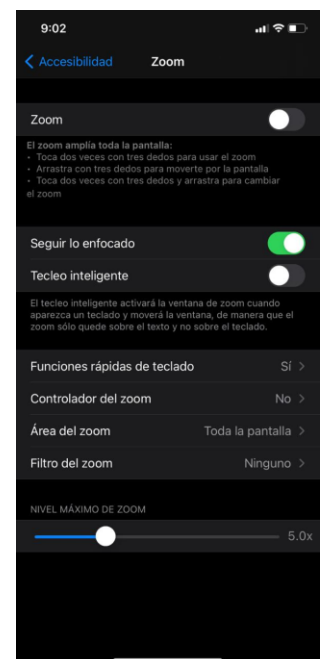 9:02
Accesibilidad Zoom
Zoom
El zoom amplía toda la pantalla:
• Toca dos veces con tres dedos para usar el zoom
• Arrastra con tres dedos para moverte por la pantalla
• Toca dos veces con tres dedos y arrastra para cambiar
el zoom
Seguir lo enfocado
Tecleo inteligente
El tecleo inteligente activará la ventana de zoom cuando
aparezca un teclado y moverá la ventana, de manera que el
zoom sólo quede sobre el texto y no sobre el teclado.
Funciones rápidas de teclado Sí
Controlador del zoom No
Área del zoom Toda la pantalla
Filtro del zoom Ninguno
NIVEL MÁXIMO DE ZOOM
5.0x